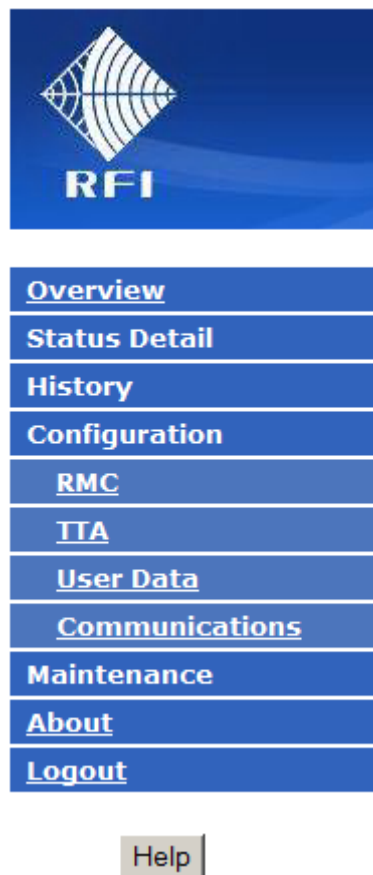 RFI
Overview
Status Detail
History
Configuration
RMC
TTA
User Data
Communications
Maintenance
About
Logout
Help